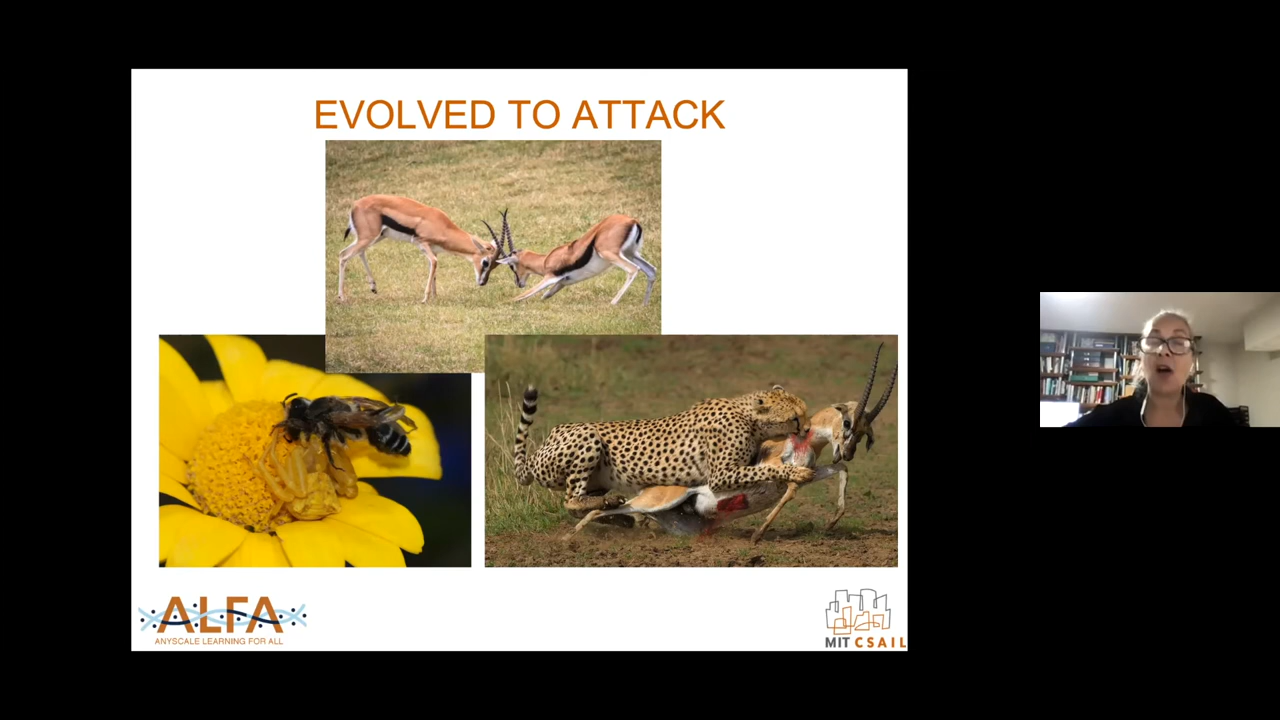 EVOLVED TO ATTACK
ALFA
ANYSCALE LEARNING FOR ALL
MIT CSAIL